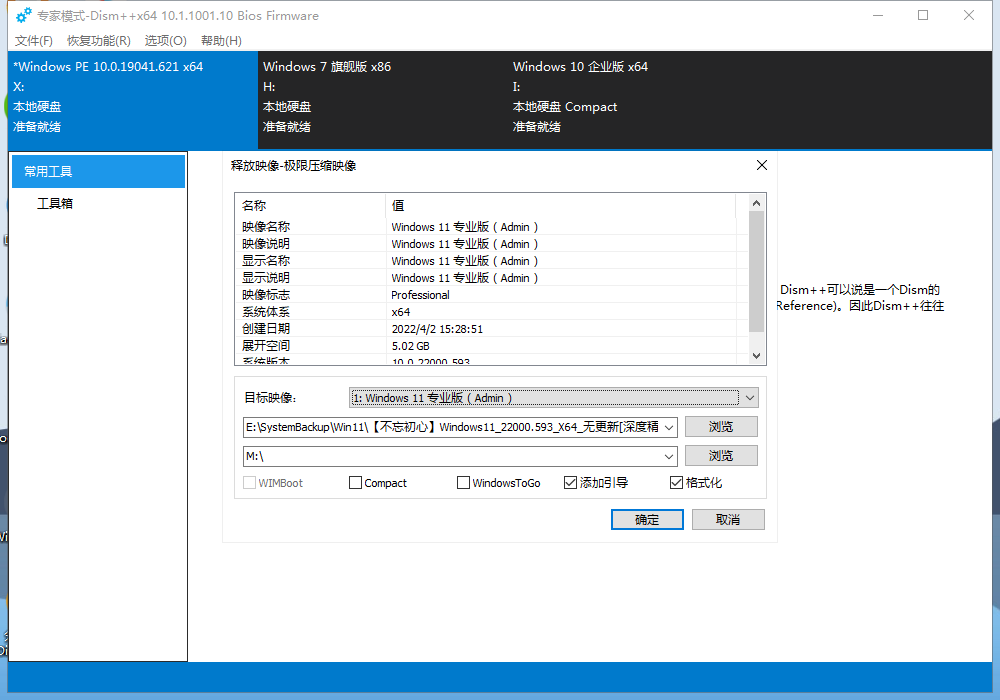 专家模式-Dism++x64 10.1.1001.10 Bios Firmware
文件(F) 恢复功能(R) 选项(O) 帮助(H)
*Windows PE 10.0.19041.621 x64
X:
本地硬盘
准备就绪
Windows 7 旗舰版 x86
H:
本地硬盘
准备就绪
Windows 10 企业版 x64
I:
本地硬盘 Compact
准备就绪
常用工具
工具箱
释放映像-极限压缩映像
名称 值
映像名称 Windows 11 专业版 ( Admin )
映像说明 Windows 11 专业版 ( Admin )
显示名称 Windows 11 专业版 ( Admin )
显示说明 Windows 11 专业版 ( Admin )
映像标志 Professional
系统体系 x64
创建日期 2022/4/2 15:28:51
展开空间 5.02 GB
系统版本 10.0.22000.593
Dism++可以说是一个Dism的
Reference)。因此Dism++往往
目标映像: 1: Windows 11 专业版 ( Admin )
E:\SystemBackup\Win11\【不忘初心】Windows11_22000.593_X64_无更新[深度精 浏览
M:\ 浏览
WIMBoot Compact WindowsToGo 添加引导 格式化
确定 取消